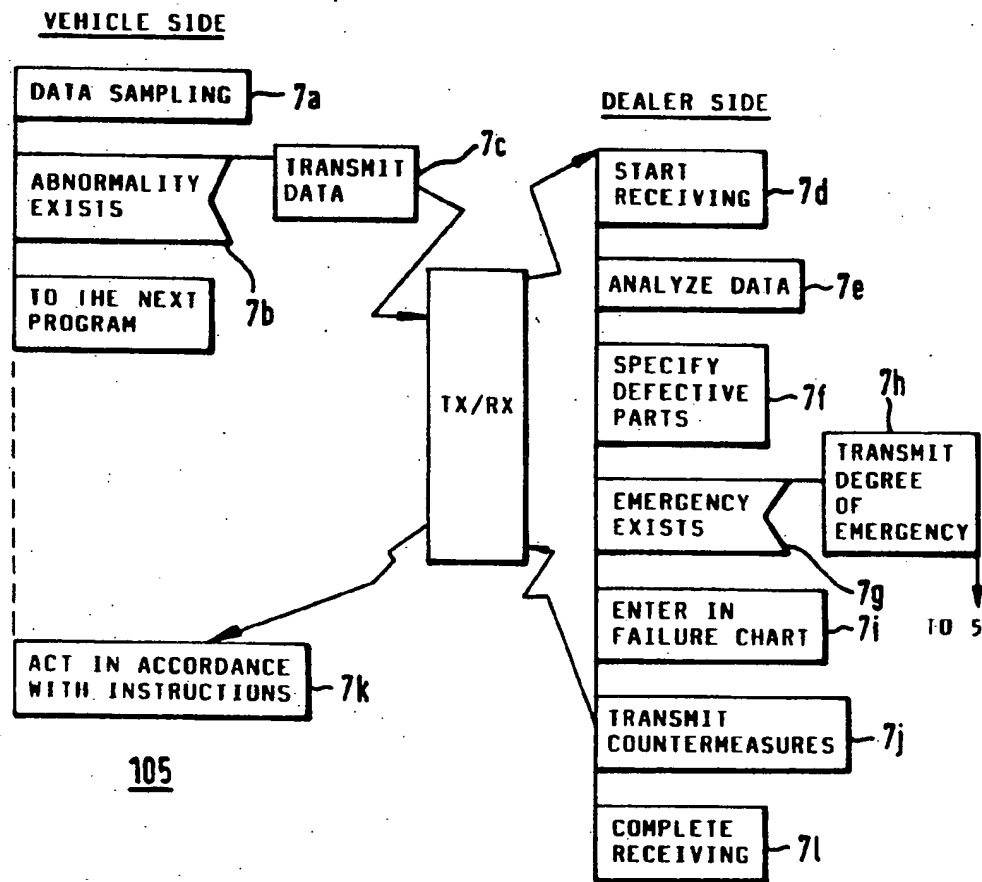 VEHICLE SIDE
DATA SAMPLING
7a
ABNORMALITY
EXISTS
7b
TRANSMIT
DATA
7c
TO THE NEXT
PROGRAM
TX/RX
ACT IN ACCORDANCE
WITH INSTRUCTIONS
7k
105
DEALER SIDE
START
RECEIVING
7d
ANALYZE DATA
7e
SPECIFY
DEFECTIVE
PARTS
7f
EMERGENCY
EXISTS
7g
7h
TRANSMIT
DEGREE
OF
EMERGENCY
TO 5
ENTER IN
FAILURE CHART
7i
TRANSMIT
COUNTERMEASURES
7j
COMPLETE
RECEIVING
7l